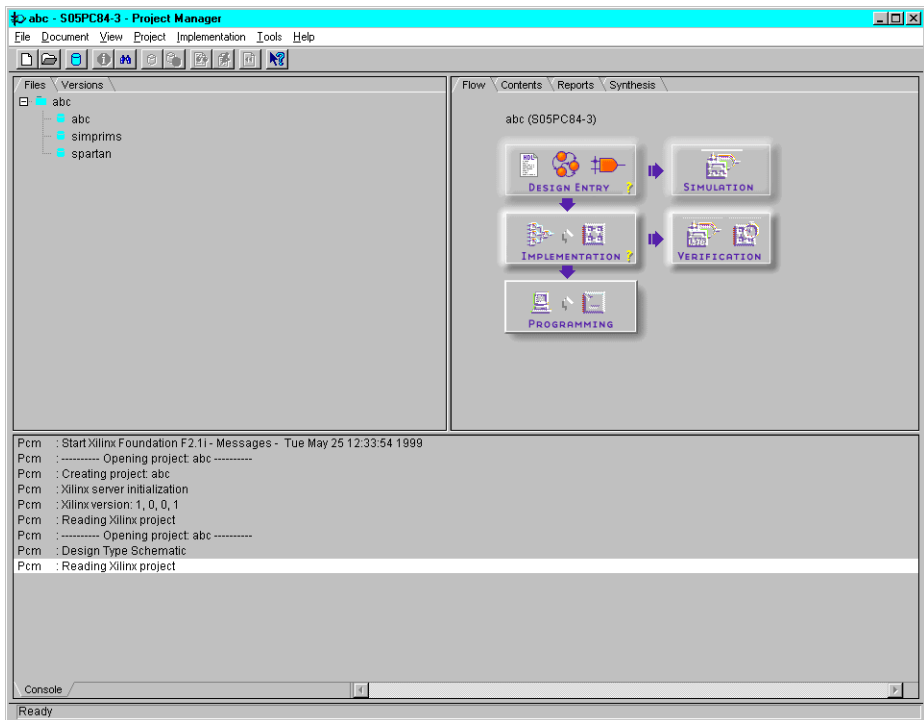 abc - S05PC84-3 - Project Manager
File Document View Project Implementation Tools Help
Files Versions
abc
abc
simprims
spartan
Flow Contents Reports Synthesis
abc (S05PC84-3)
HDL
DESIGN ENTRY ?
SIMULATION
IMPLEMENTATION ?
VERIFICATION
PROGRAMMING
Pcm : Start Xilinx Foundation F2.1i - Messages - Tue May 25 12:33:54 1999
Pcm : ---------- Opening project: abc ----------
Pcm : Creating project: abc
Pcm : Xilinx server initialization
Pcm : Xilinx version: 1, 0, 0, 1
Pcm : Reading Xilinx project
Pcm : ---------- Opening project: abc ----------
Pcm : Design Type Schematic
Pcm : Reading Xilinx project
Console
Ready